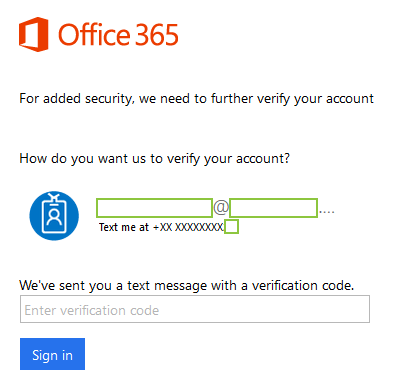 Office 365
For added security, we need to further verify your account
How do you want us to verify your account?
@....
Text me at +XX XXXXXXXX
We've sent you a text message with a verification code.
Enter verification code
Sign in